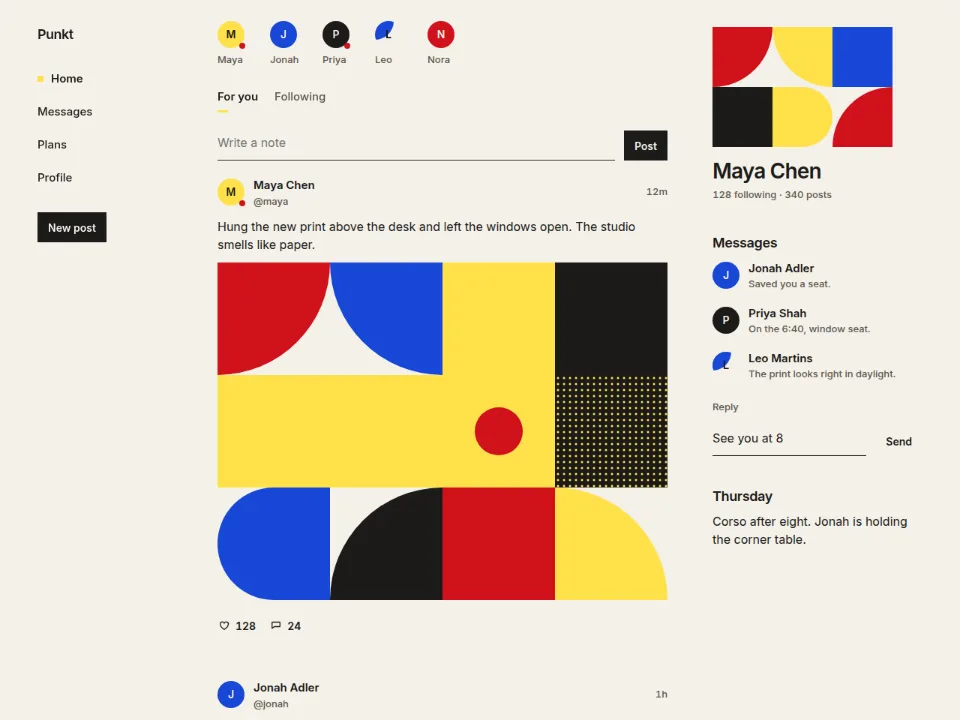 Punkt
Home
Messages
Plans
Profile
New post
M
J
P
L
N
Maya
Jonah
Priya
Leo
Nora
For you
Following
Write a note
Post
M
Maya Chen
@maya
12m
Hung the new print above the desk and left the windows open. The studio
smells like paper.
128
24
J
Jonah Adler
@jonah
1h
Maya Chen
128 following · 340 posts
Messages
J
Jonah Adler
Saved you a seat.
P
Priya Shah
On the 6:40, window seat.
L
Leo Martins
The print looks right in daylight.
Reply
See you at 8
Send
Thursday
Corso after eight. Jonah is holding
the corner table.